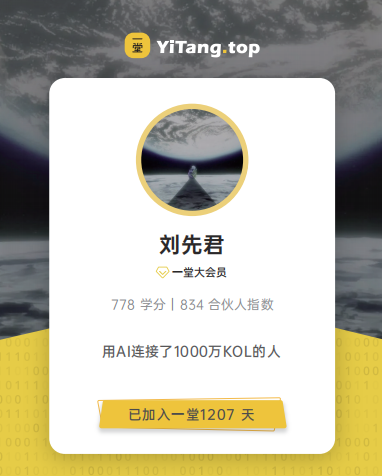 一堂
YiTang.top
刘先君
一堂大会员
778 学分 | 834 合伙人指数
用AI连接了1000万KOL的人
已加入一堂1207 天